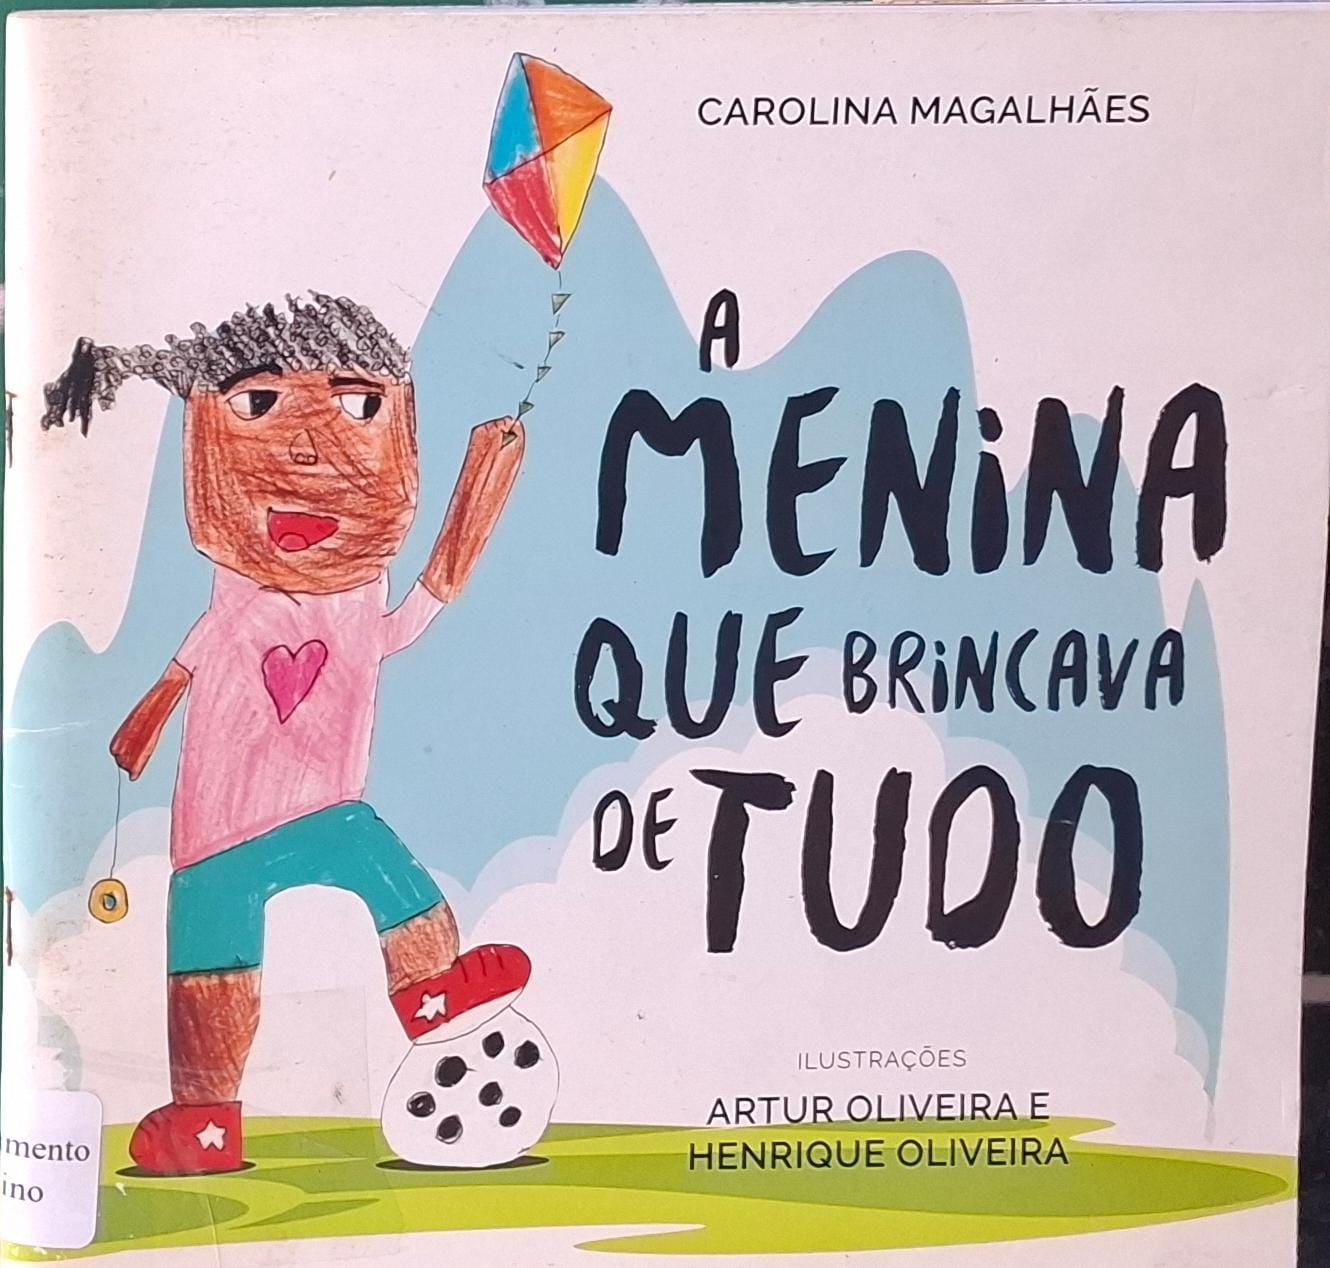 CAROLINA MAGALHÃES
A
MENiNA
QUE BRiNCAVA
DE TUDO
ILUSTRAÇÕES
ARTUR OLIVEIRA E
HENRIQUE OLIVEIRA
mento
ino